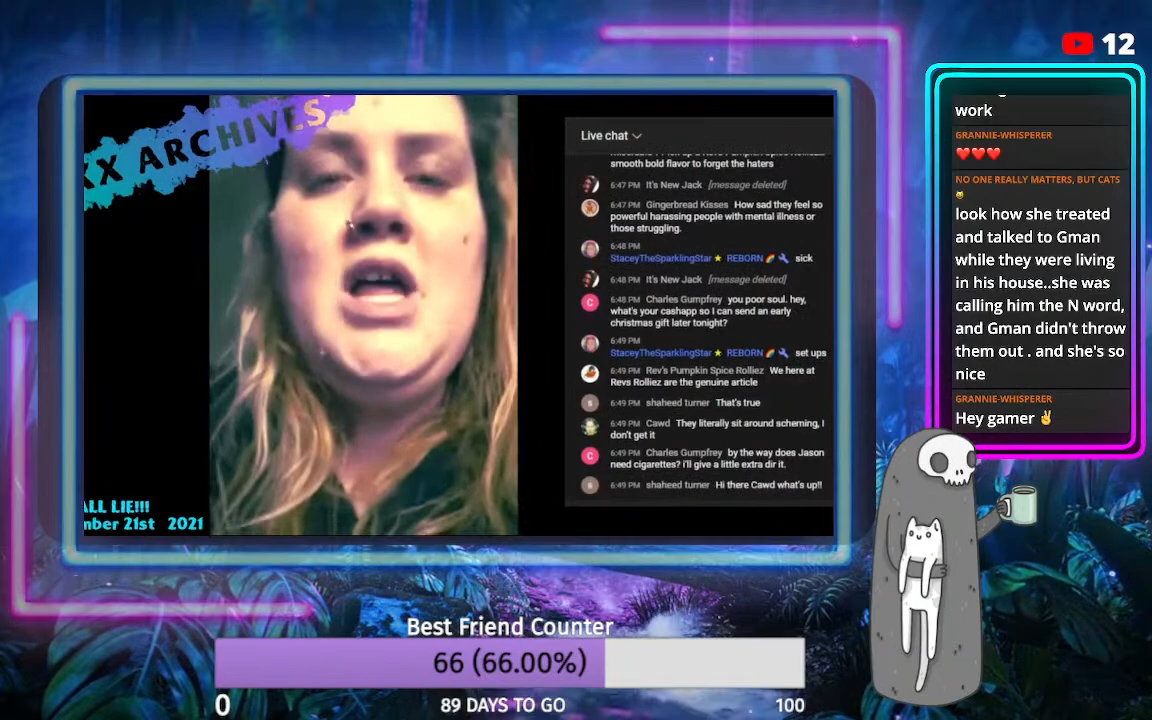 12
XX ARCHIVES
ALL LIE!!!
mber 21st 2021
Live chat
smooth bold flavor to forget the haters
6:47 PM It's New Jack [message deleted]
6:47 PM Gingerbread Kisses How sad they feel so
powerful harassing people with mental illness or
those struggling.
6:48 PM
StaceyTheSparklingStar ⭐ REBORN 🌈 🔧 sick
6:48 PM It's New Jack [message deleted]
C
6:48 PM Charles Gumpfrey you poor soul. hey,
what's your cashapp so I can send an early
christmas gift later tonight?
6:49 PM
StaceyTheSparklingStar ⭐ REBORN 🌈 🔧 set ups
6:49 PM Rev's Pumpkin Spice Rolliez We here at
Revs Rolliez are the genuine article
s
6:49 PM shaheed turner That's true
6:49 PM Cawd They literally sit around scheming, I
don't get it
C
6:49 PM Charles Gumpfrey by the way does Jason
need cigarettes? i'll give a little extra dir it.
s
6:49 PM shaheed turner Hi there Cawd what's up!!
work
GRANNIE-WHISPERER
❤️❤️❤️
NO ONE REALLY MATTERS, BUT CATS
🐱
look how she treated
and talked to Gman
while they were living
in his house..she was
calling him the N word,
and Gman didn't throw
them out . and she's so
nice
GRANNIE-WHISPERER
Hey gamer ✌️
Best Friend Counter
66 (66.00%)
0 89 DAYS TO GO 100